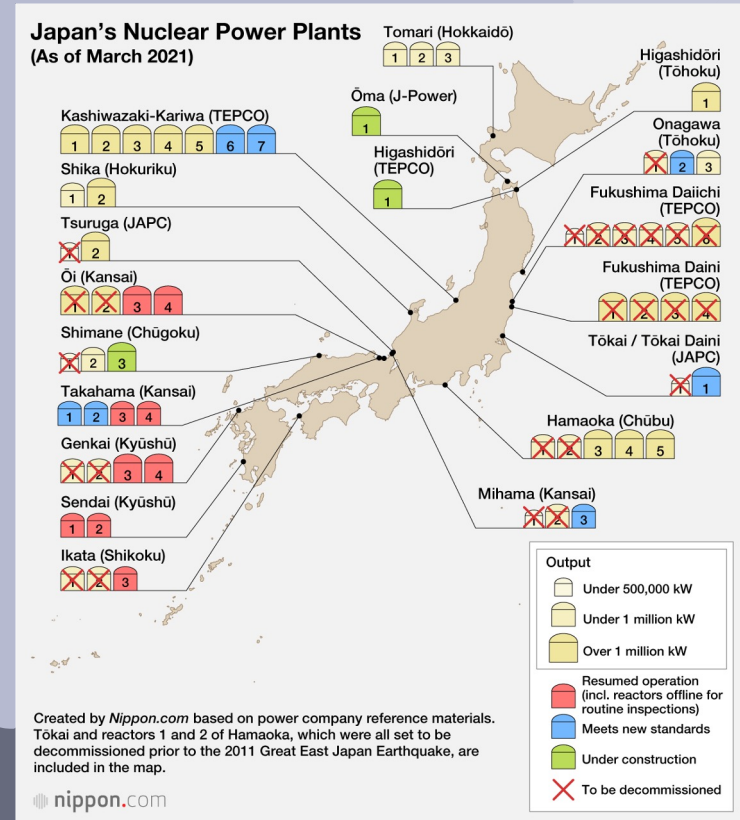 Japan's Nuclear Power Plants
(As of March 2021)
Tomari (Hokkaidō)
1 2 3
Higashidōri
(Tōhoku)
1
Ōma (J-Power)
1
Kashiwazaki-Kariwa (TEPCO)
1 2 3 4 5 6 7
Onagawa
(Tōhoku)
1 2 3
Higashidōri
(TEPCO)
1
Shika (Hokuriku)
1 2
Fukushima Daiichi
(TEPCO)
1 2 3 4 5 6
Tsuruga (JAPC)
1 2
Fukushima Daini
(TEPCO)
1 2 3 4
Ōi (Kansai)
1 2 3 4
Shimane (Chūgoku)
1 2 3
Tōkai / Tōkai Daini
(JAPC)
1 1
Takahama (Kansai)
1 2 3 4
Hamaoka (Chūbu)
1 2 3 4 5
Genkai (Kyūshū)
1 2 3 4
Mihama (Kansai)
1 2 3
Sendai (Kyūshū)
1 2
Ikata (Shikoku)
1 2 3
Output
Under 500,000 kW
Under 1 million kW
Over 1 million kW
Resumed operation
(incl. reactors offline for
routine inspections)
Meets new standards
Under construction
To be decommissioned
Created by Nippon.com based on power company reference materials.
Tōkai and reactors 1 and 2 of Hamaoka, which were all set to be
decommissioned prior to the 2011 Great East Japan Earthquake, are
included in the map.
nippon.com